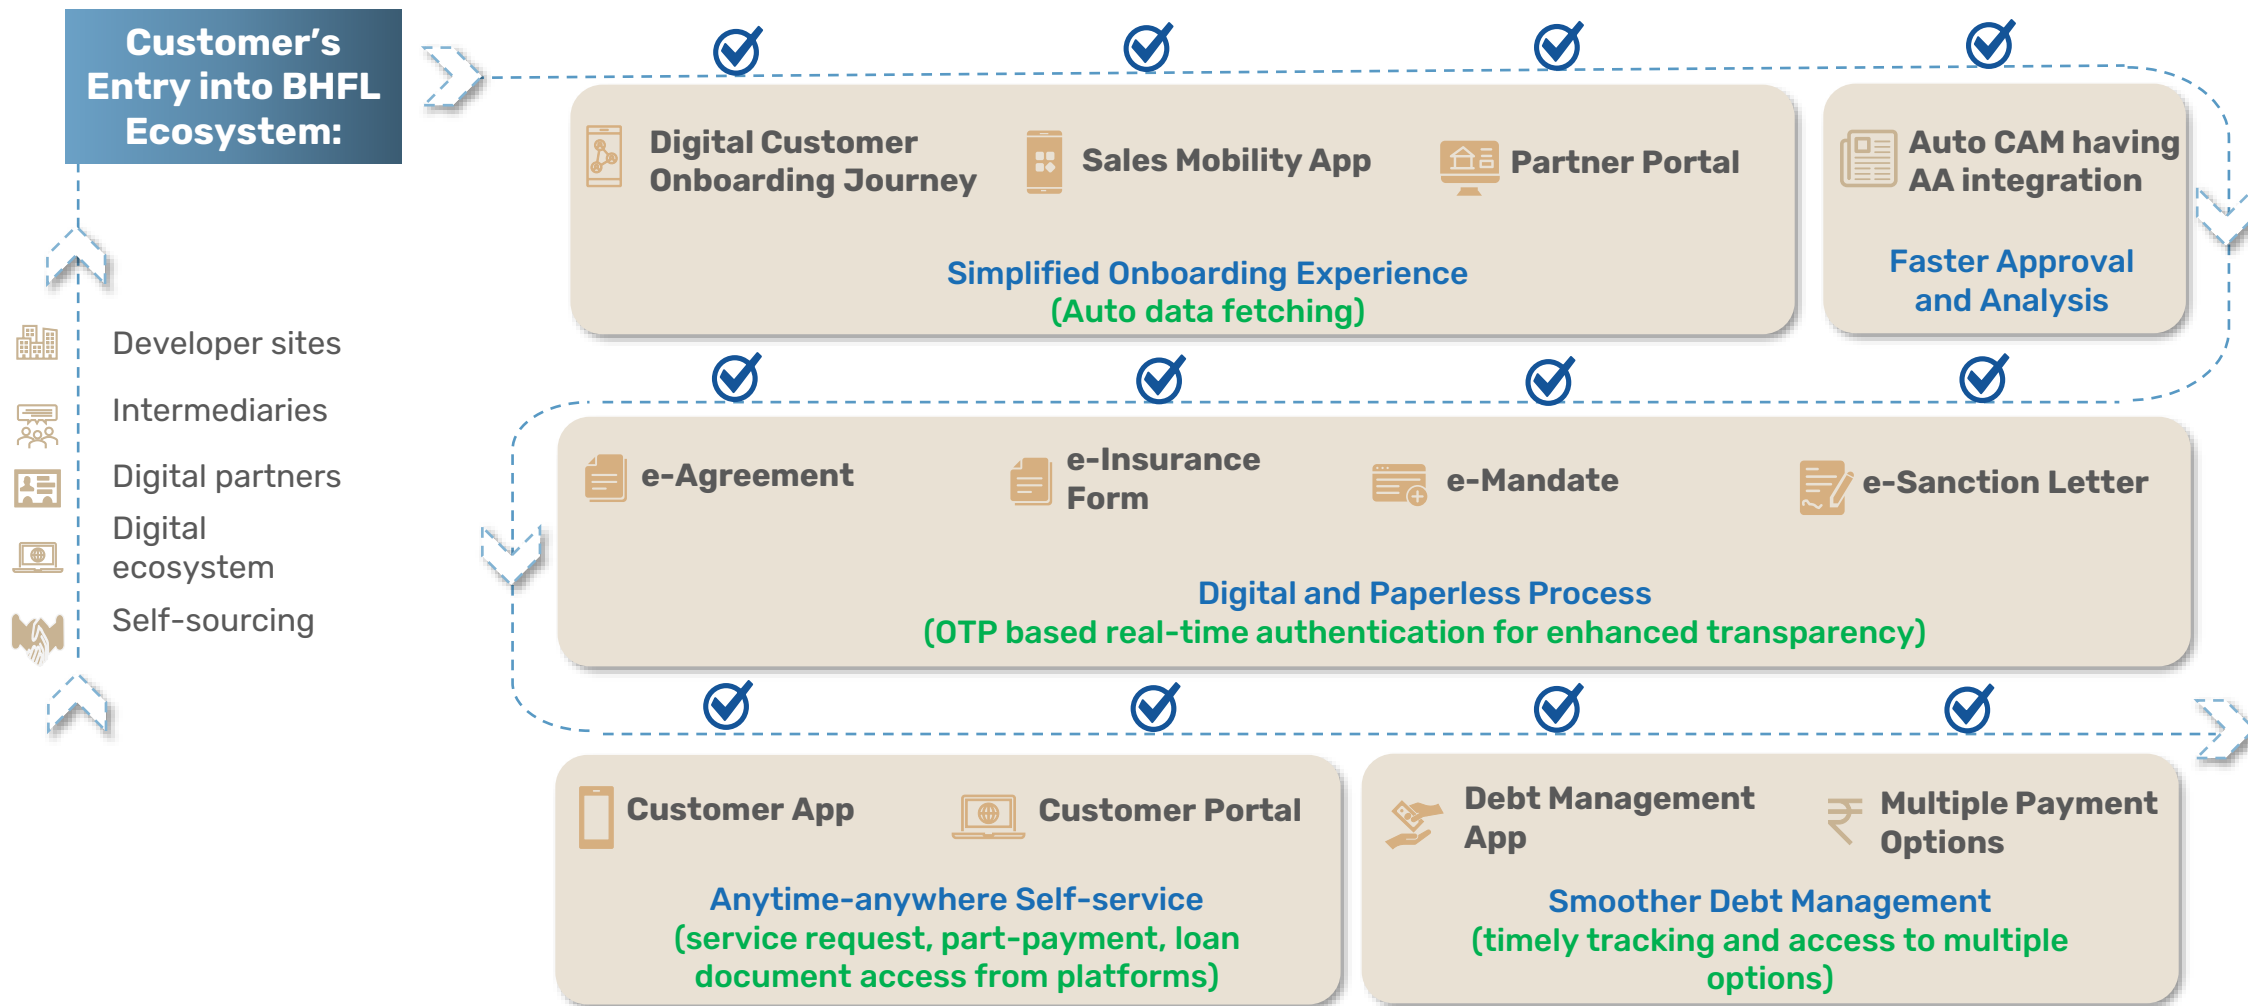 Customer's
Entry into BHFL
Ecosystem:
Developer sites
Intermediaries
Digital partners
Digital
ecosystem
Self-sourcing
Digital Customer
Onboarding Journey
Sales Mobility App
Partner Portal
Simplified Onboarding Experience
(Auto data fetching)
Auto CAM having
AA integration
Faster Approval
and Analysis
e-Agreement
e-Insurance
Form
e-Mandate
e-Sanction Letter
Digital and Paperless Process
(OTP based real-time authentication for enhanced transparency)
Customer App
Customer Portal
Anytime-anywhere Self-service
(service request, part-payment, loan
document access from platforms)
Debt Management
App
₹
Multiple Payment
Options
Smoother Debt Management
(timely tracking and access to multiple
options)